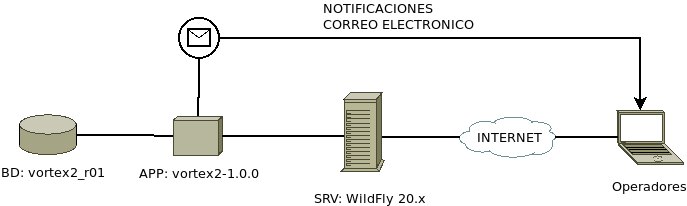 NOTIFICACIONES
CORREO ELECTRONICO
INTERNET
BD: vortex2_r01
APP: vortex2-1.0.0
SRV: WildFly 20.x
Operadores